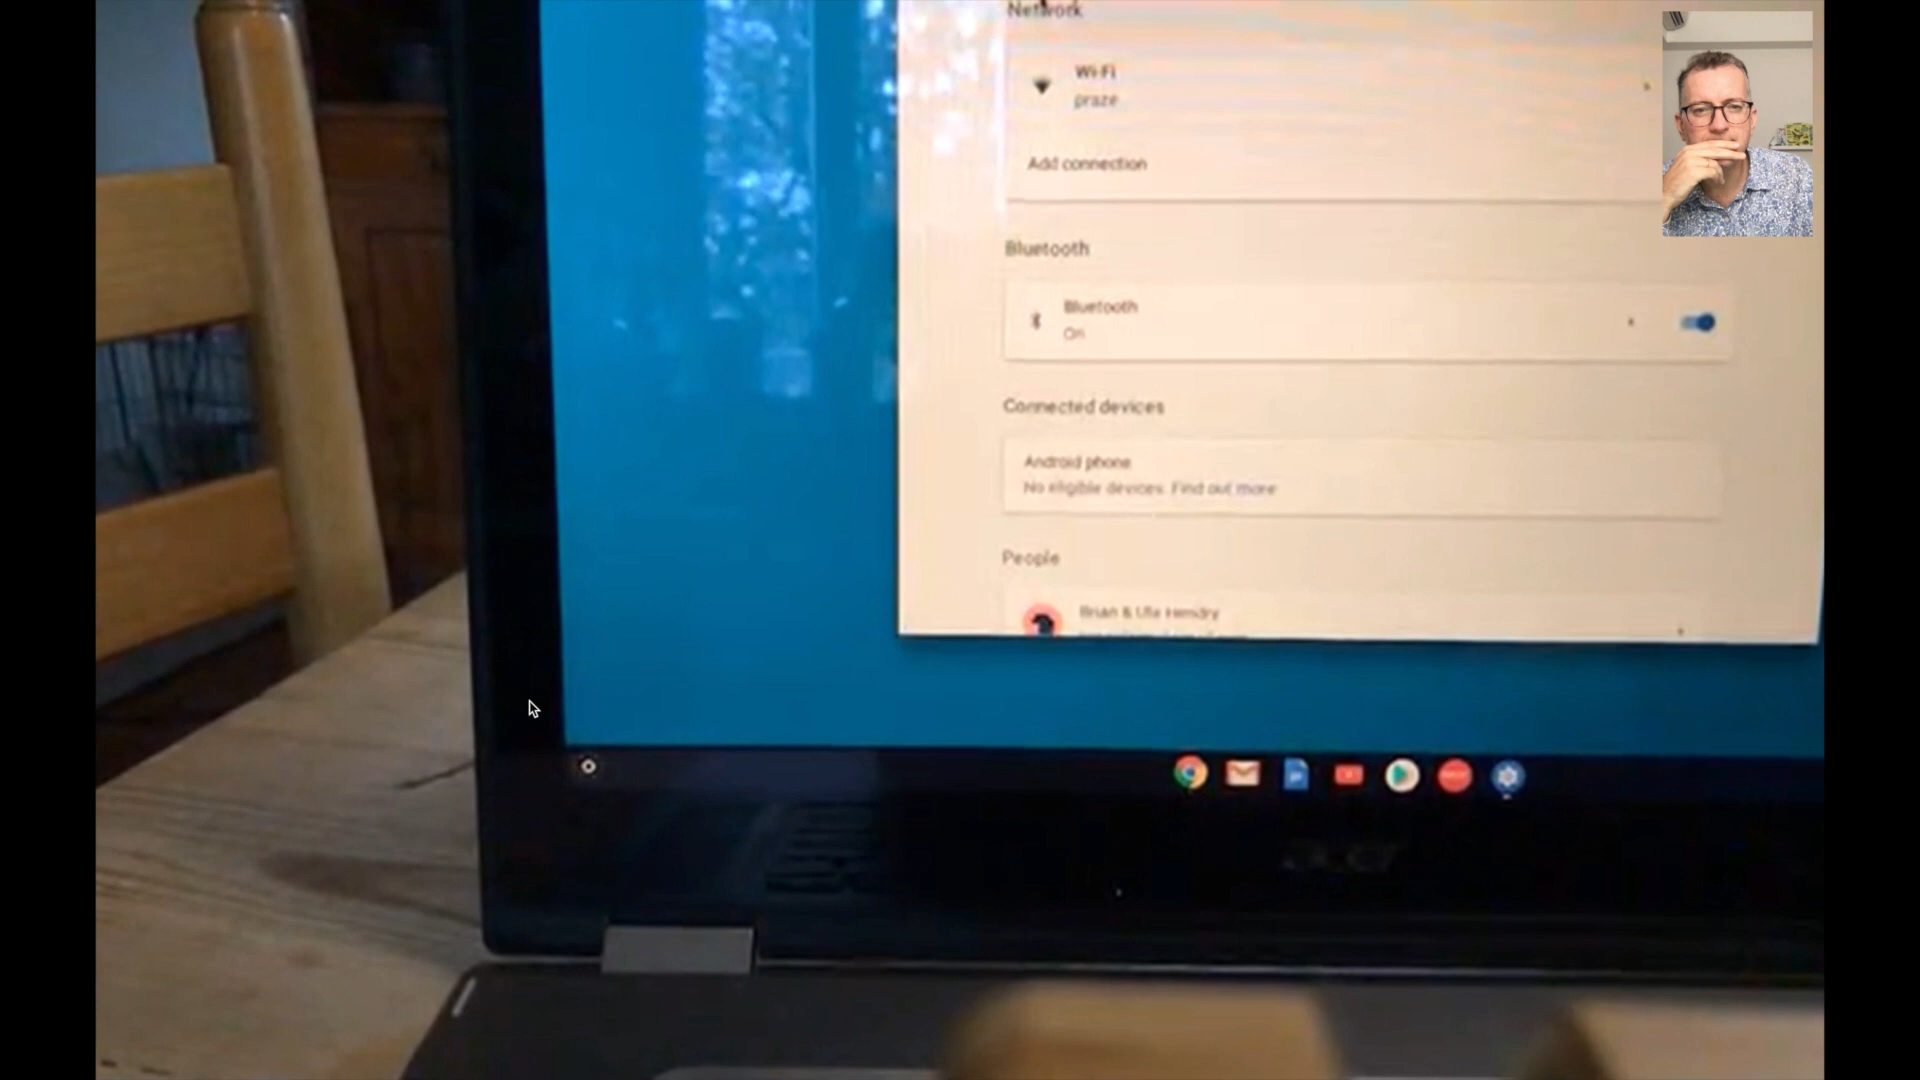 Network
Wi-Fi
praze
Add connection
Bluetooth
Bluetooth
On
Connected devices
Android phone
No eligible devices. Find out more
People
Brian & Ute Hendry
acer